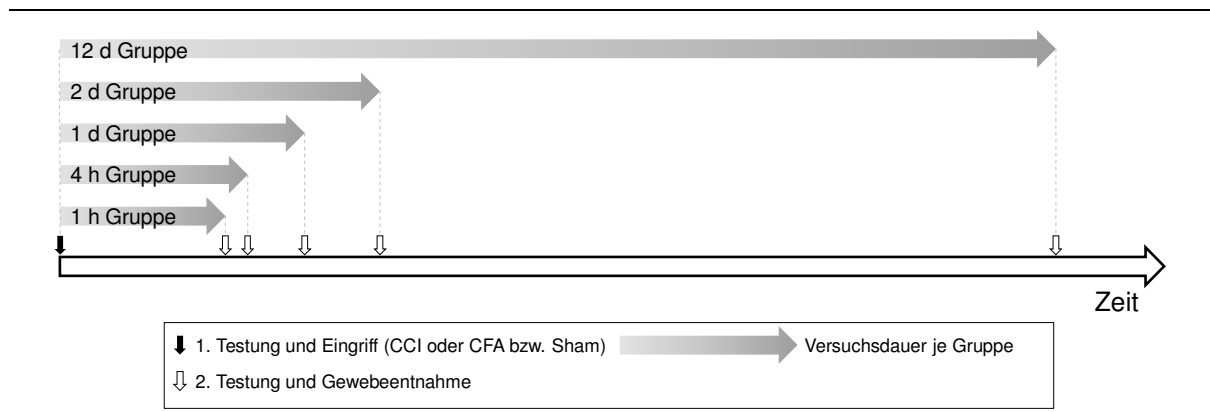 12 d Gruppe
2 d Gruppe
1 d Gruppe
4 h Gruppe
1 h Gruppe
Zeit
1. Testung und Eingriff (CCI oder CFA bzw. Sham)
Versuchsdauer je Gruppe
2. Testung und Gewebeentnahme